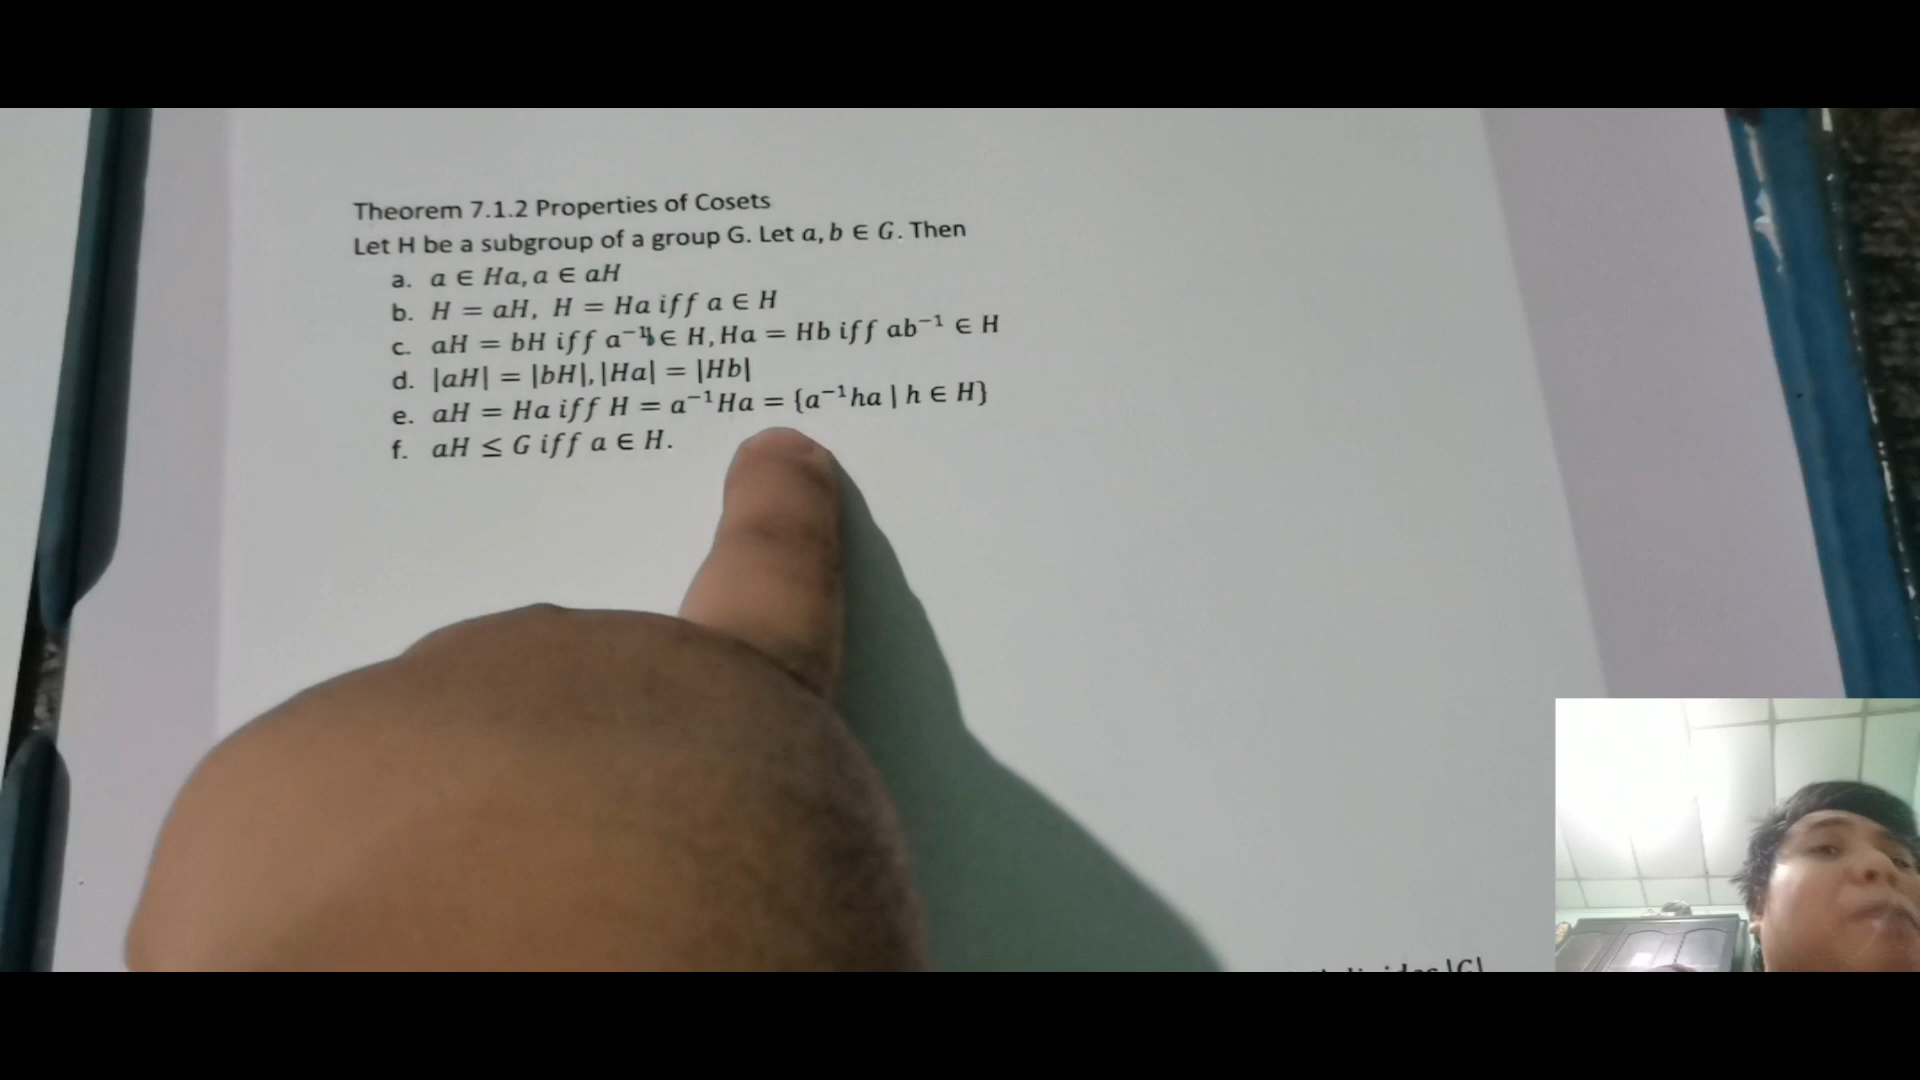 Theorem 7.1.2 Properties of Cosets
Let H be a subgroup of a group G. Let a, b ∈ G. Then
a. a ∈ Ha, a ∈ aH
b. H = aH, H = Ha iff a ∈ H
c. aH = bH iff a⁻¹b ∈ H, Ha = Hb iff ab⁻¹ ∈ H
d. |aH| = |bH|, |Ha| = |Hb|
e. aH = Ha iff H = a⁻¹Ha = {a⁻¹ha | h ∈ H}
f. aH ≤ G iff a ∈ H.
|G|